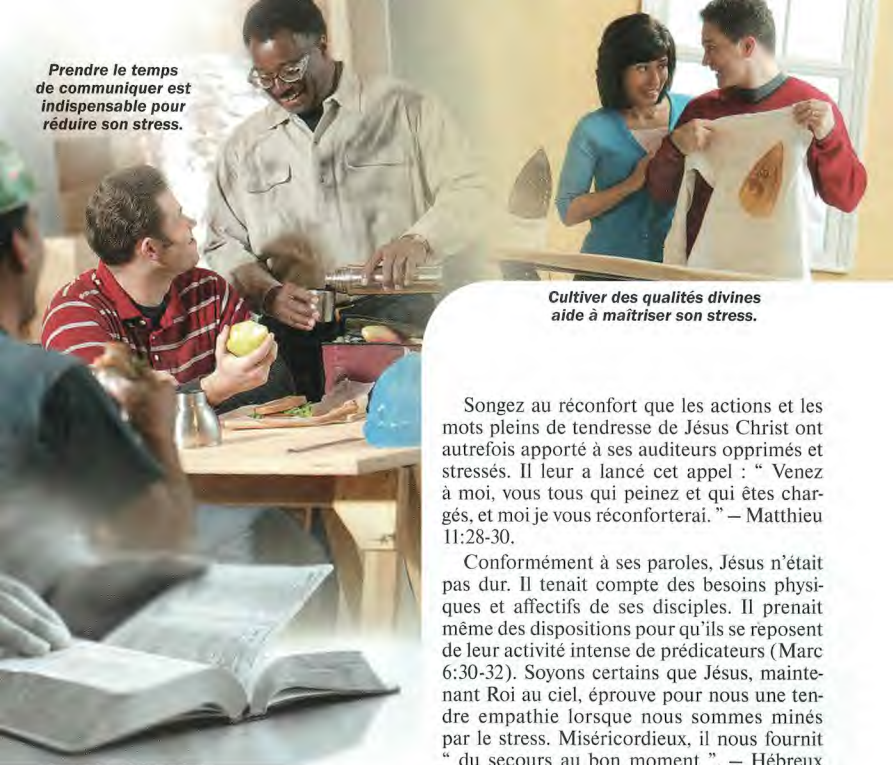 Prendre le temps
de communiquer est
indispensable pour
réduire son stress.
Cultiver des qualités divines
aide à maîtriser son stress.
Songez au réconfort que les actions et les
mots pleins de tendresse de Jésus Christ ont
autrefois apporté à ses auditeurs opprimés et
stressés. Il leur a lancé cet appel : “ Venez
à moi, vous tous qui peinez et qui êtes char-
gés, et moi je vous réconforterai. ” — Matthieu
11:28-30.
Conformément à ses paroles, Jésus n'était
pas dur. Il tenait compte des besoins physi-
ques et affectifs de ses disciples. Il prenait
même des dispositions pour qu'ils se reposent
de leur activité intense de prédicateurs (Marc
6:30-32). Soyons certains que Jésus, mainte-
nant Roi au ciel, éprouve pour nous une ten-
dre empathie lorsque nous sommes minés
par le stress. Miséricordieux, il nous fournit
“ du secours au bon moment ”. — Hébreux